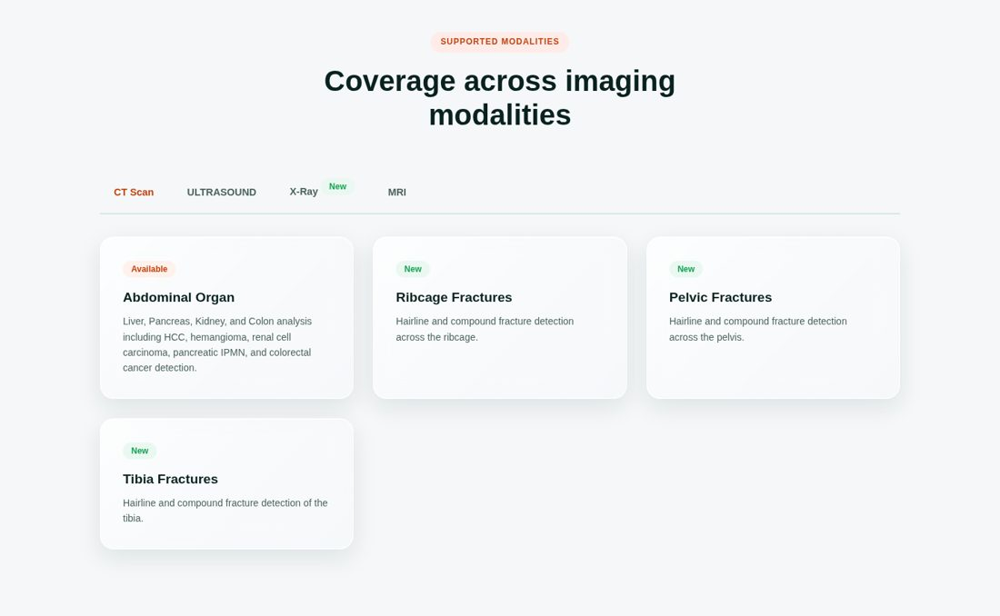 SUPPORTED MODALITIES
Coverage across imaging
modalities
CT Scan
ULTRASOUND
X-Ray New
MRI
Available
Abdominal Organ
Liver, Pancreas, Kidney, and Colon analysis
including HCC, hemangioma, renal cell
carcinoma, pancreatic IPMN, and colorectal
cancer detection.
New
Ribcage Fractures
Hairline and compound fracture detection
across the ribcage.
New
Pelvic Fractures
Hairline and compound fracture detection
across the pelvis.
New
Tibia Fractures
Hairline and compound fracture detection of the
tibia.